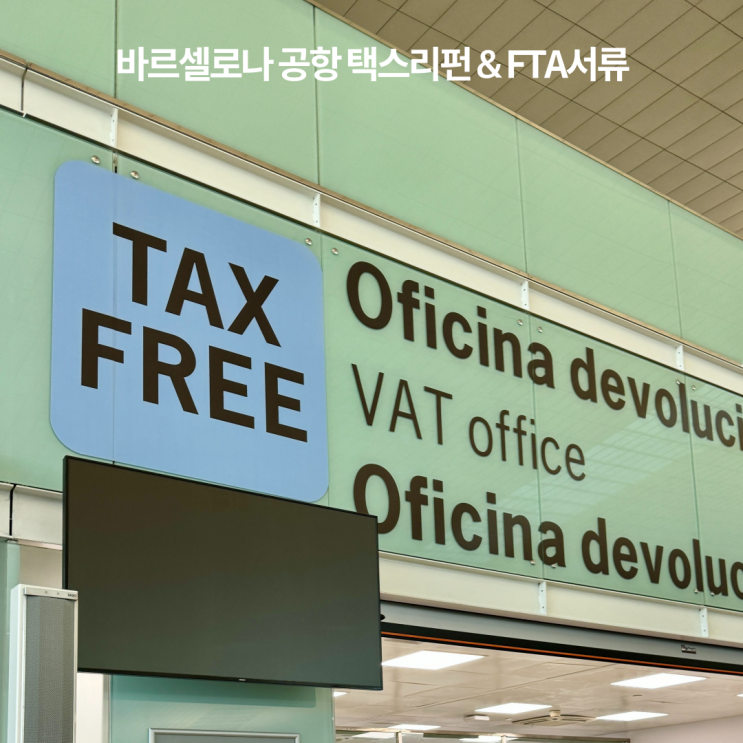 바르셀로나 공항 택스리펀 & FTA서류
TAX
FREE
Oficina devoluci
VAT office
Oficina devoluc